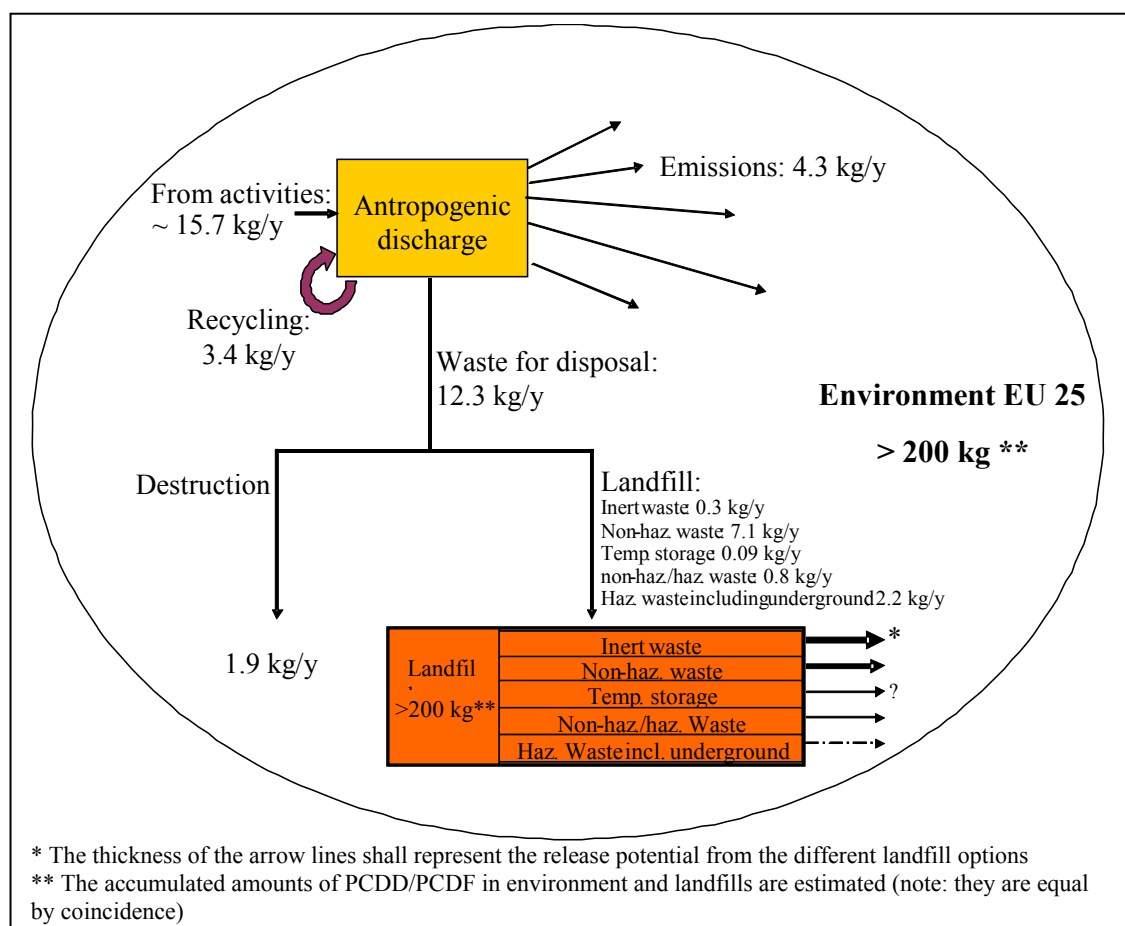 From activities:
~ 15.7 kg/y
Antropogenic
discharge
Emissions: 4.3 kg/y
Recycling:
3.4 kg/y
Waste for disposal:
12.3 kg/y
Environment EU 25
> 200 kg **
Destruction
Landfill:
Inert waste: 0.3 kg/y
Non-haz. waste: 7.1 kg/y
Temp. storage: 0.09 kg/y
non-haz./haz. waste: 0.8 kg/y
Haz. waste including underground 2.2 kg/y
1.9 kg/y
Landfil
l
>200 kg**
Inert waste
Non-haz. waste
Temp. storage
Non-haz./haz. Waste
Haz. Waste incl. underground
*
?
* The thickness of the arrow lines shall represent the release potential from the different landfill options
** The accumulated amounts of PCDD/PCDF in environment and landfills are estimated (note: they are equal
by coincidence)